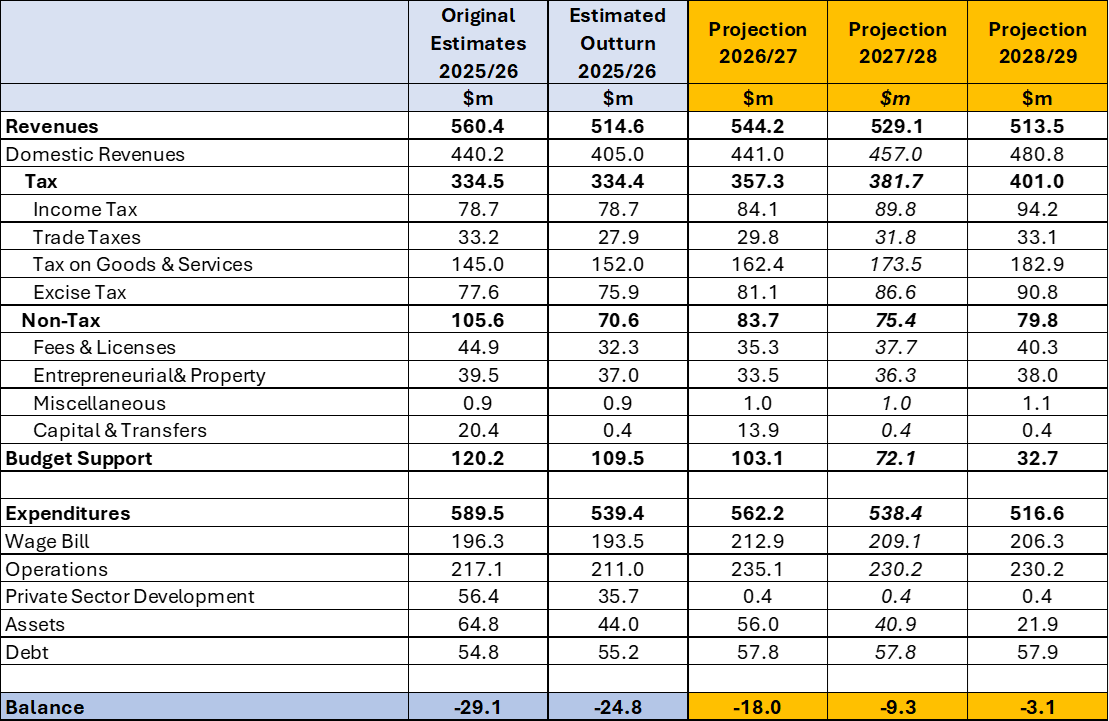 Original Estimates 2025/26 Estimated Outturn 2025/26 Projection 2026/27 Projection 2027/28 Projection 2028/29
$m $m $m $m $m
Revenues 560.4 514.6 544.2 529.1 513.5
Domestic Revenues 440.2 405.0 441.0 457.0 480.8
Tax 334.5 334.4 357.3 381.7 401.0
Income Tax 78.7 78.7 84.1 89.8 94.2
Trade Taxes 33.2 27.9 29.8 31.8 33.1
Tax on Goods & Services 145.0 152.0 162.4 173.5 182.9
Excise Tax 77.6 75.9 81.1 86.6 90.8
Non-Tax 105.6 70.6 83.7 75.4 79.8
Fees & Licenses 44.9 32.3 35.3 37.7 40.3
Entrepreneurial& Property 39.5 37.0 33.5 36.3 38.0
Miscellaneous 0.9 0.9 1.0 1.0 1.1
Capital & Transfers 20.4 0.4 13.9 0.4 0.4
Budget Support 120.2 109.5 103.1 72.1 32.7
Expenditures 589.5 539.4 562.2 538.4 516.6
Wage Bill 196.3 193.5 212.9 209.1 206.3
Operations 217.1 211.0 235.1 230.2 230.2
Private Sector Development 56.4 35.7 0.4 0.4 0.4
Assets 64.8 44.0 56.0 40.9 21.9
Debt 54.8 55.2 57.8 57.8 57.9
Balance -29.1 -24.8 -18.0 -9.3 -3.1